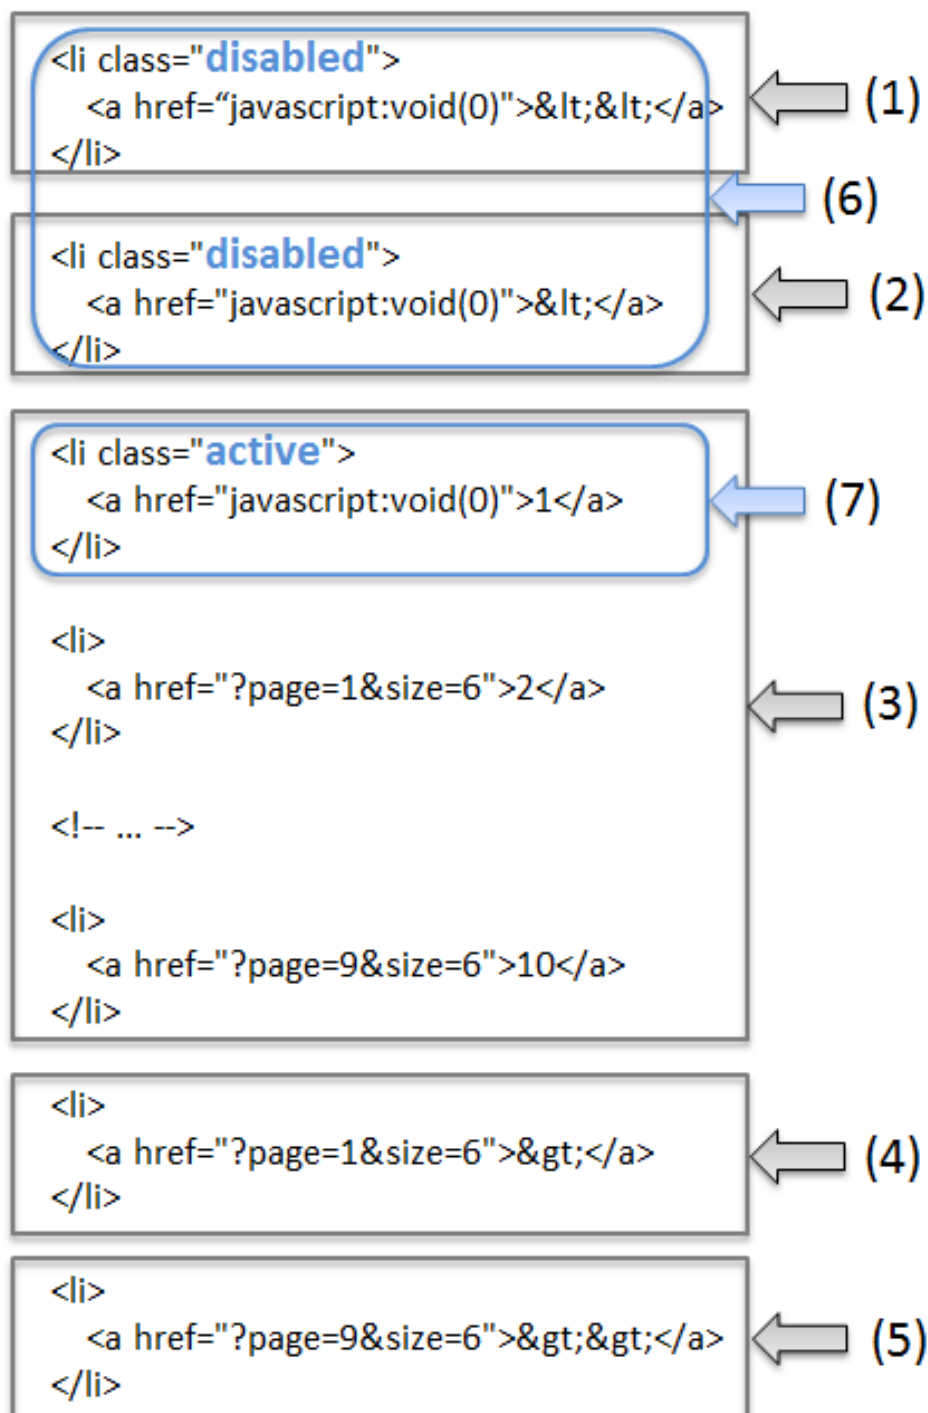 <li class="disabled">
<a href=“javascript:void(0)">&lt;&lt;</a>
</li>
(1)
(6)
<li class="disabled">
<a href="javascript:void(0)">&lt;</a>
</li>
(2)
<li class="active">
<a href="javascript:void(0)">1</a>
</li>
(7)
<li>
<a href="?page=1&size=6">2</a>
</li>
(3)
<!-- ... -->
<li>
<a href="?page=9&size=6">10</a>
</li>
<li>
<a href="?page=1&size=6">&gt;</a>
</li>
(4)
<li>
<a href="?page=9&size=6">&gt;&gt;</a>
</li>
(5)